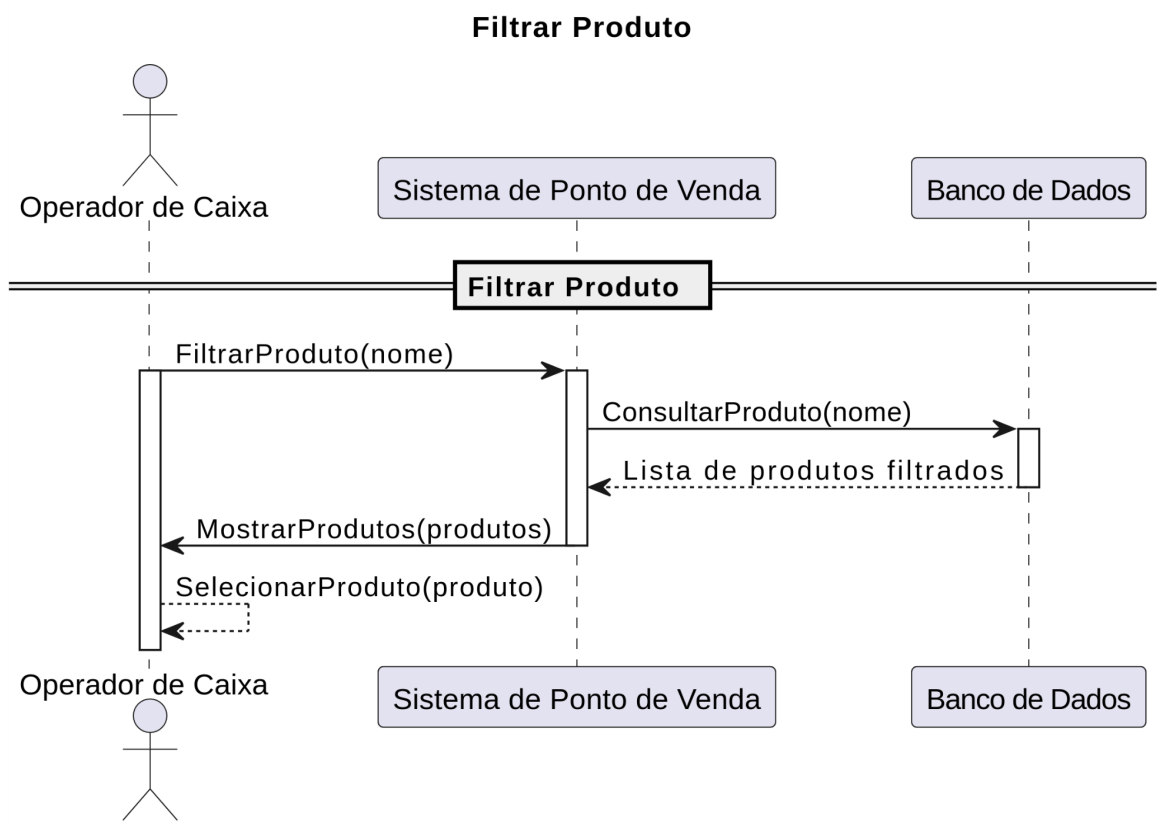 Filtrar Produto
Operador de Caixa
Sistema de Ponto de Venda
Banco de Dados
Filtrar Produto
FiltrarProduto(nome)
ConsultarProduto(nome)
Lista de produtos filtrados
MostrarProdutos(produtos)
SelecionarProduto(produto)
Operador de Caixa
Sistema de Ponto de Venda
Banco de Dados